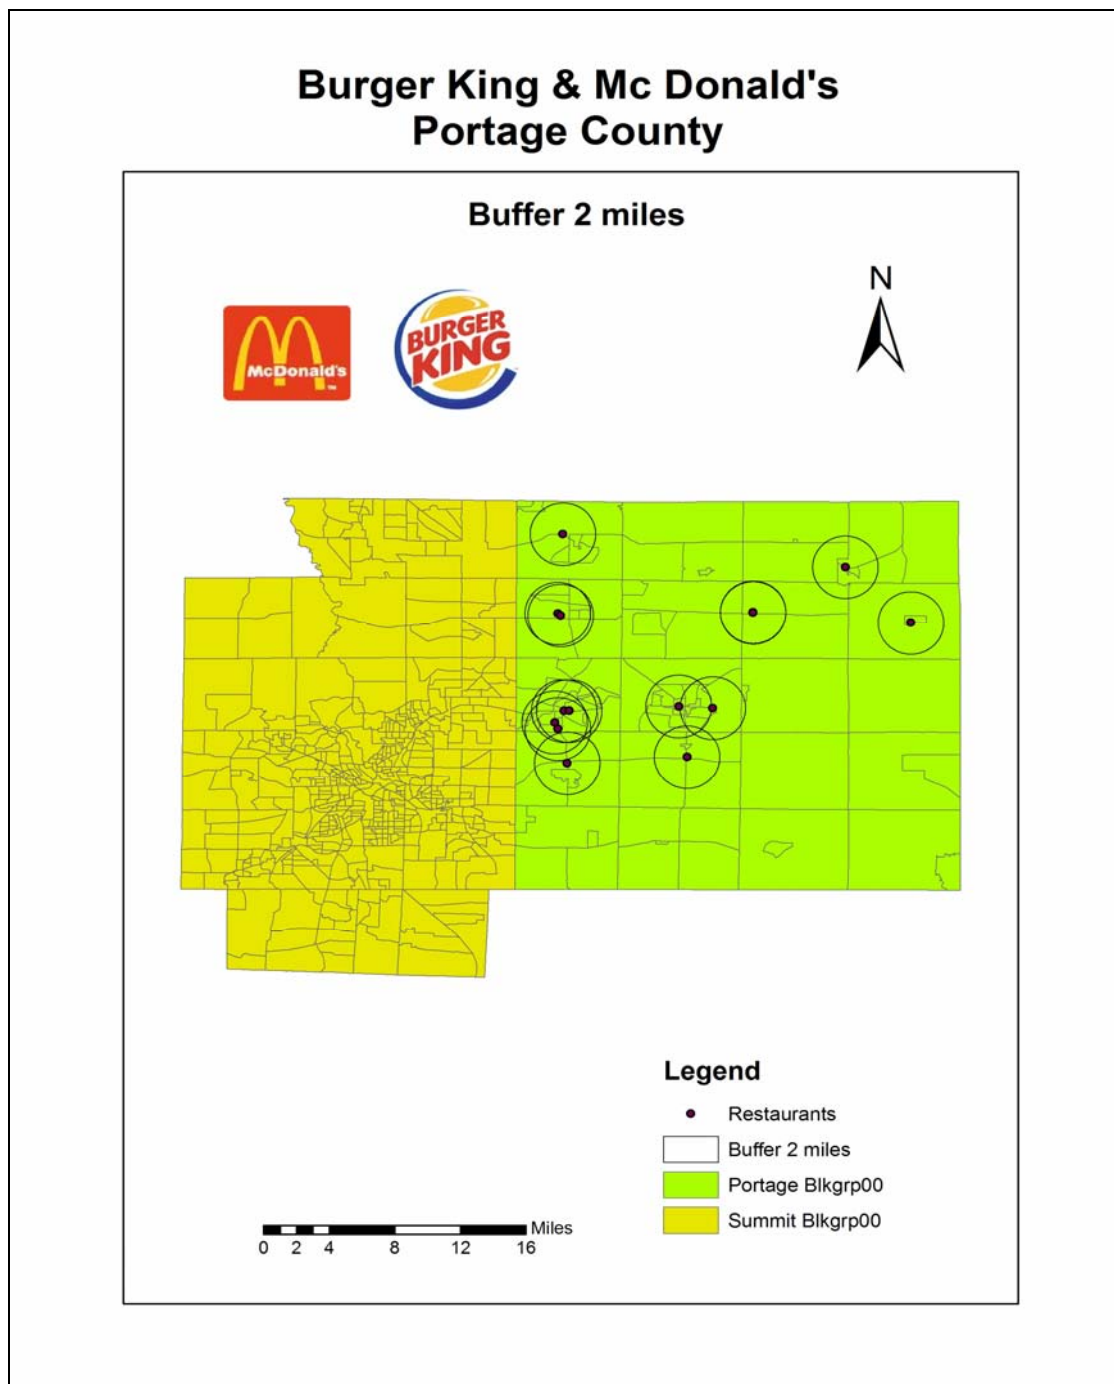 Burger King & Mc Donald's
Portage County
Buffer 2 miles
N
McDonald's
TM
BURGER
KING
Legend
Restaurants
Buffer 2 miles
Portage Blkgrp00
Summit Blkgrp00
Miles
0 2 4 8 12 16